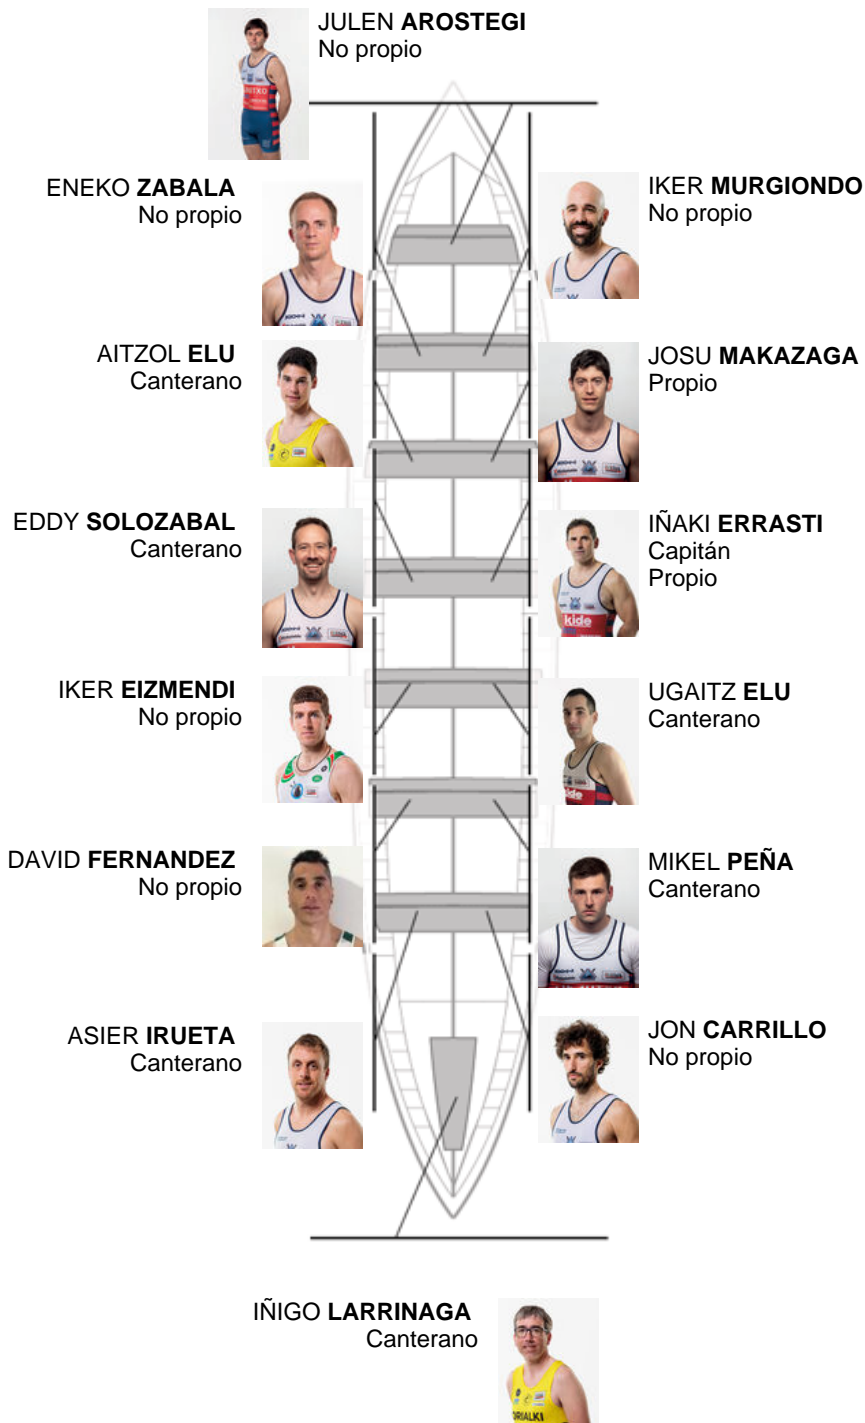 JULEN AROSTEGI
No propio
ENEKO ZABALA
No propio
IKER MURGIONDO
No propio
AITZOL ELU
Canterano
JOSU MAKAZAGA
Propio
EDDY SOLOZABAL
Canterano
IÑAKI ERRASTI
Capitán
Propio
kide
IKER EIZMENDI
No propio
UGAITZ ELU
Canterano
DAVID FERNANDEZ
No propio
MIKEL PEÑA
Canterano
ASIER IRUETA
Canterano
JON CARRILLO
No propio
IÑIGO LARRINAGA
Canterano